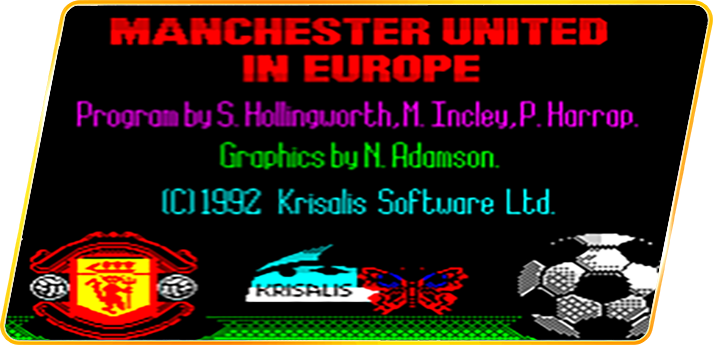 MANCHESTER UNITED
IN EUROPE
Program by S. Hollingworth, M. Incley, P. Harrap.
Graphics by N. Adamson.
(C)1992 Krisalis Software Ltd.
KRISALIS